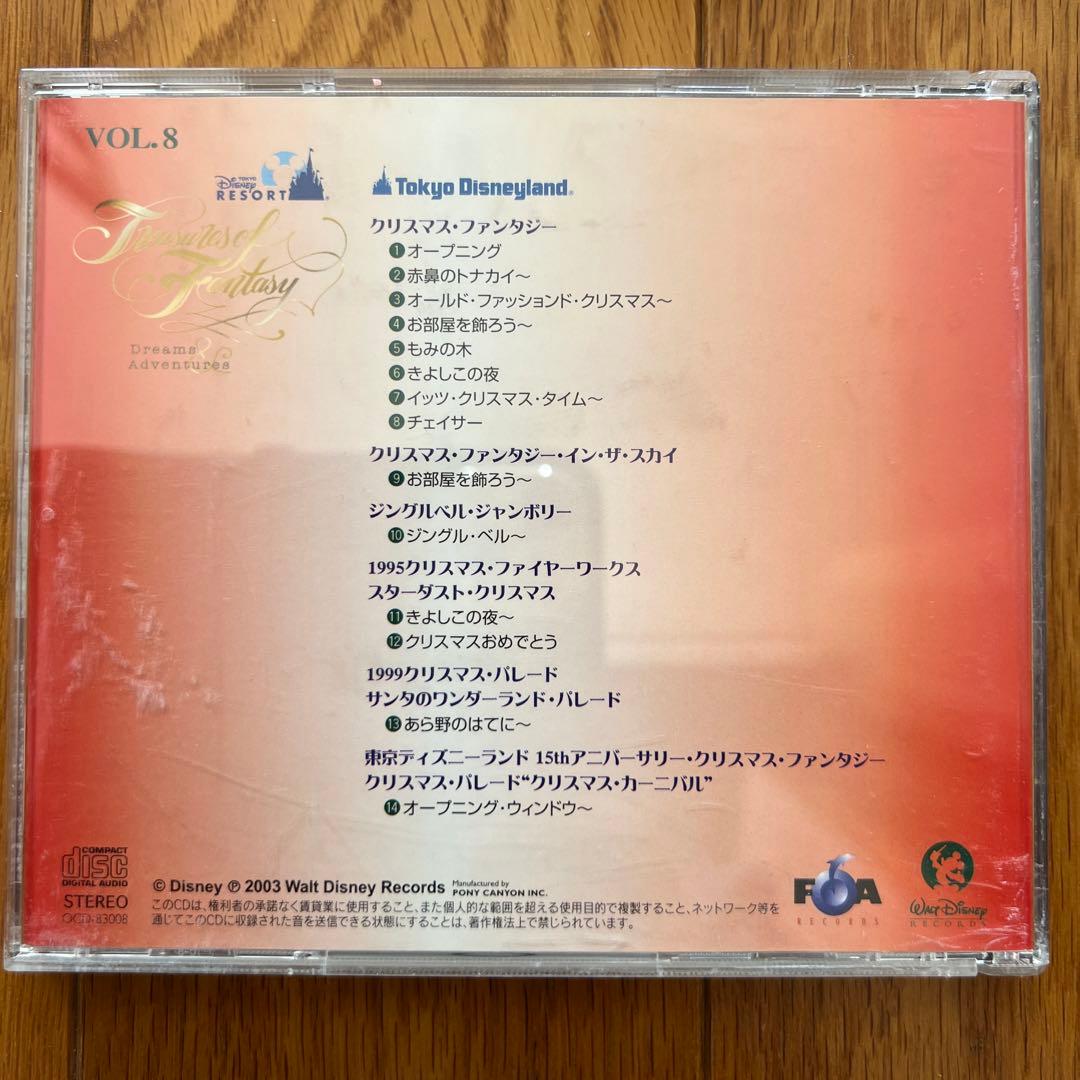 VOL.8
TOKYO
Disney
RESORT
Treasures of
Fantasy
Dreams &
Adventures
Tokyo Disneyland
クリスマス・ファンタジー
1 オープニング
2 赤鼻のトナカイ〜
3 オールド・ファッションド・クリスマス〜
4 お部屋を飾ろう〜
5 もみの木
6 きよしこの夜
7 イッツ・クリスマス・タイム〜
8 チェイサー
クリスマス・ファンタジー・イン・ザ・スカイ
9 お部屋を飾ろう〜
ジングルベル・ジャンボリー
10 ジングル・ベル〜
1995クリスマス・ファイヤーワークス
スターダスト・クリスマス
11 きよしこの夜〜
12 クリスマスおめでとう
1999クリスマス・パレード
サンタのワンダーランド・パレード
13 あら野のはてに〜
東京ディズニーランド 15thアニバーサリー・クリスマス・ファンタジー
クリスマス・パレード“クリスマス・カーニバル”
14 オープニング・ウィンドウ〜
COMPACT
disc
DIGITAL AUDIO
STEREO
OCTD-83008
© Disney ℗ 2003 Walt Disney Records Manufactured by PONY CANYON INC.
このCDは、権利者の承諾なく賃貸業に使用すること、また個人的な範囲を超える使用目的で複製すること、ネットワーク等を
通じてこのCDに収録された音を送信できる状態にすることは、著作権法上で禁じられています。
FOA
RECORDS
WALT DISNEY
RECORDS